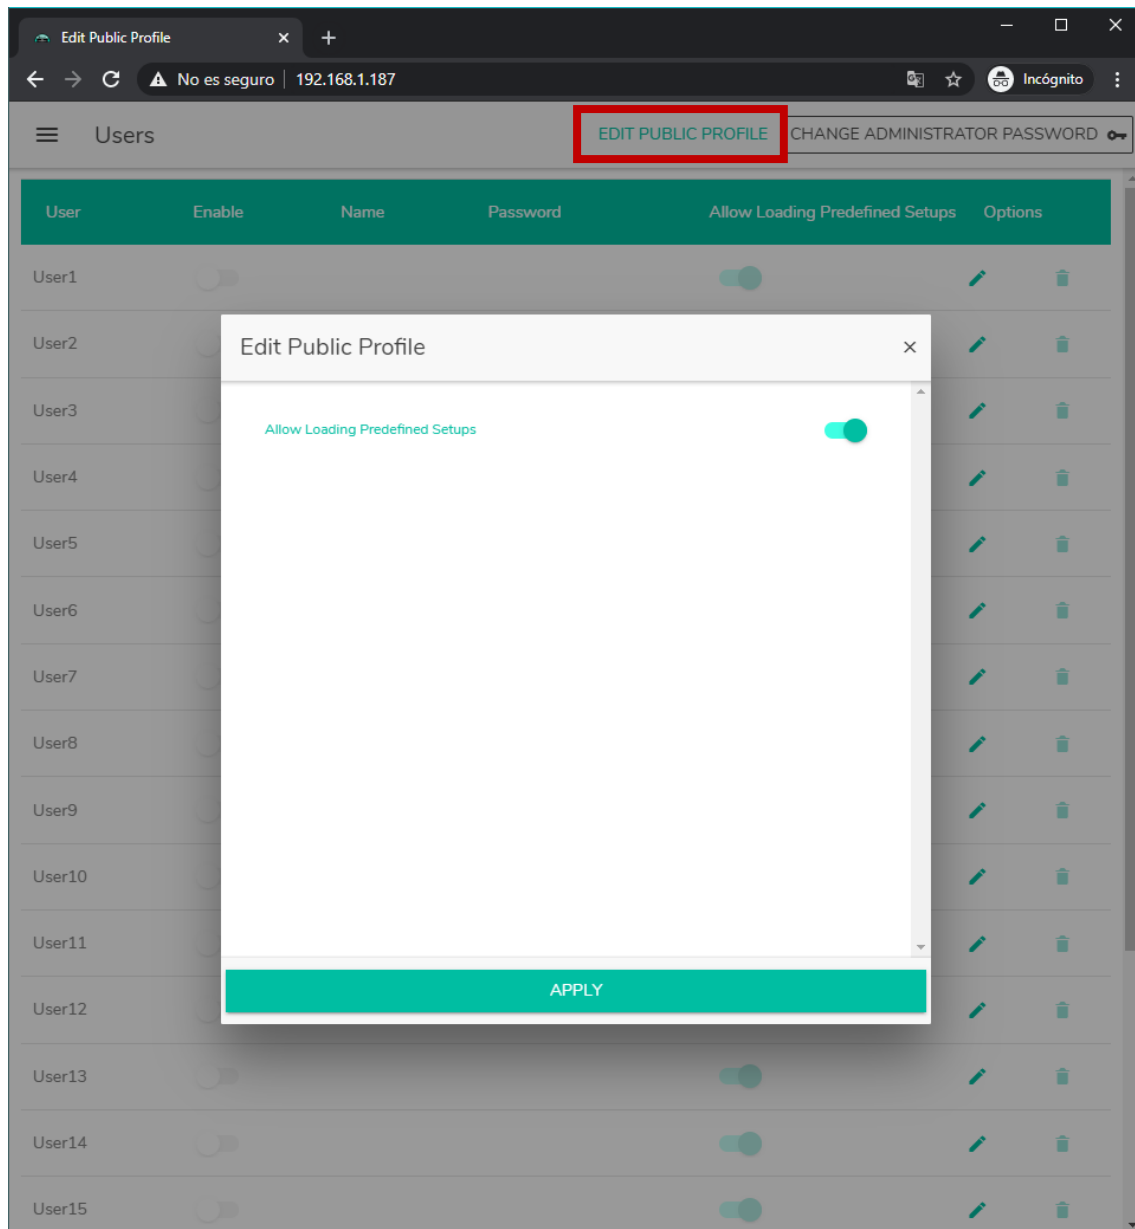 Edit Public Profile
No es seguro 192.168.1.187 Incógnito
Users EDIT PUBLIC PROFILE CHANGE ADMINISTRATOR PASSWORD
User Enable Name Password Allow Loading Predefined Setups Options
User1
User2
Edit Public Profile
User3
Allow Loading Predefined Setups
User4
User5
User6
User7
User8
User9
User10
User11
APPLY
User12
User13
User14
User15